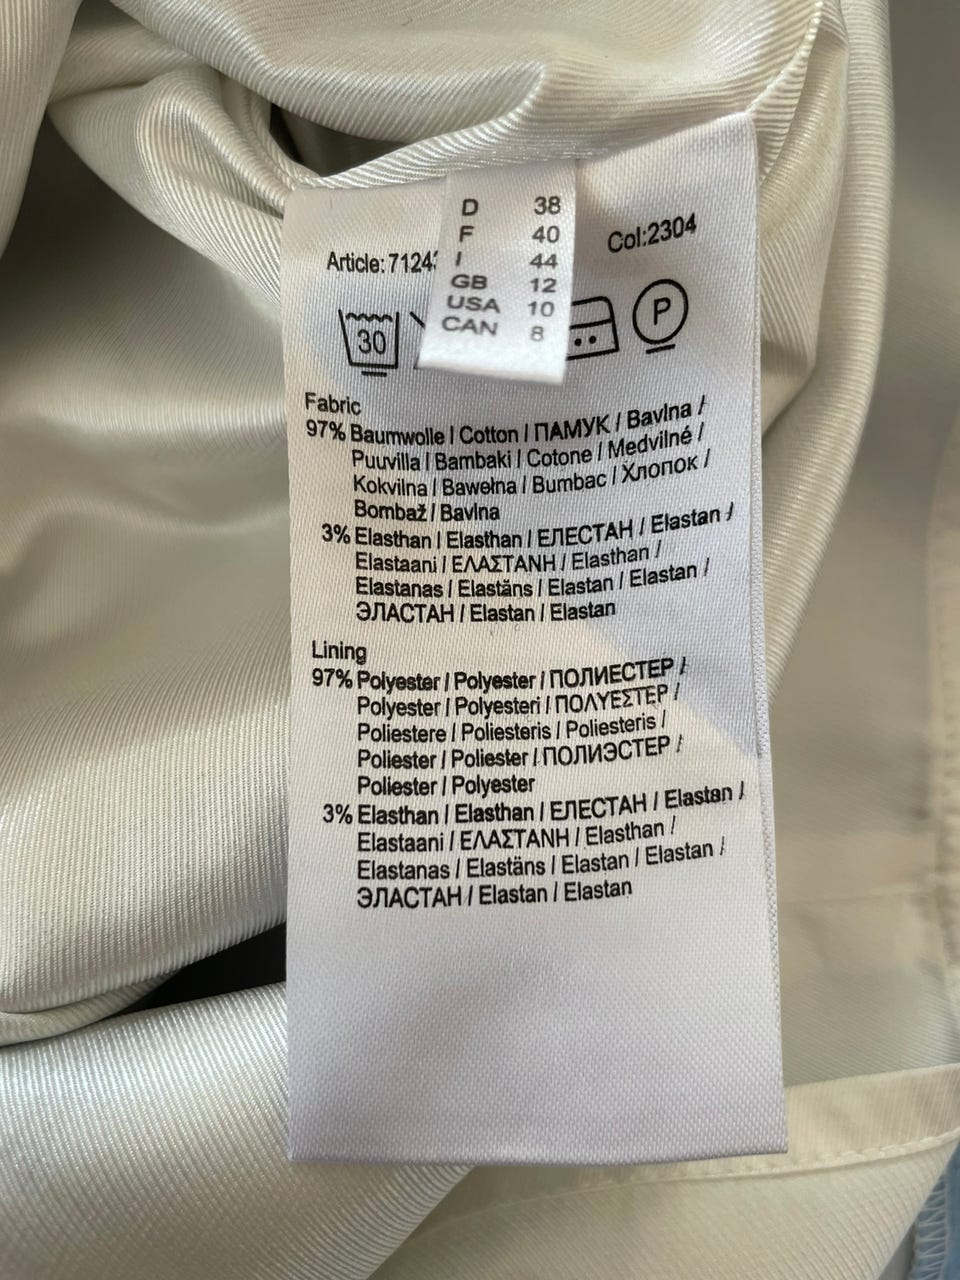 D 38
F 40
I 44
GB 12
USA 10
CAN 8
Article: 7124
Col:2304
30
P
Fabric
97% Baumwolle / Cotton / ПАМУК / Bavlna /
Puuvilla / Bambaki / Cotone / Medvilné /
Kokvilna / Bawełna / Bumbac / Хлопок /
Bombaž / Bavlna
3% Elasthan / Elasthan / ЕЛЕСТАН / Elastan /
Elastaani / ΕΛΑΣΤΑΝΗ / Elasthan /
Elastanas / Elastāns / Elastan / Elastan /
ЭЛАСТАН / Elastan / Elastan
Lining
97% Polyester / Polyester / ПОЛИЕСТЕР /
Polyester / Polyesteri / ΠΟΛΥΕΣΤΕΡ /
Poliestere / Poliesteris / Poliesteris /
Poliester / Poliester / ПОЛИЭСТЕР /
Poliester / Polyester
3% Elasthan / Elasthan / ЕЛЕСТАН / Elastan /
Elastaani / ΕΛΑΣΤΑΝΗ / Elasthan /
Elastanas / Elastāns / Elastan / Elastan /
ЭЛАСТАН / Elastan / Elastan